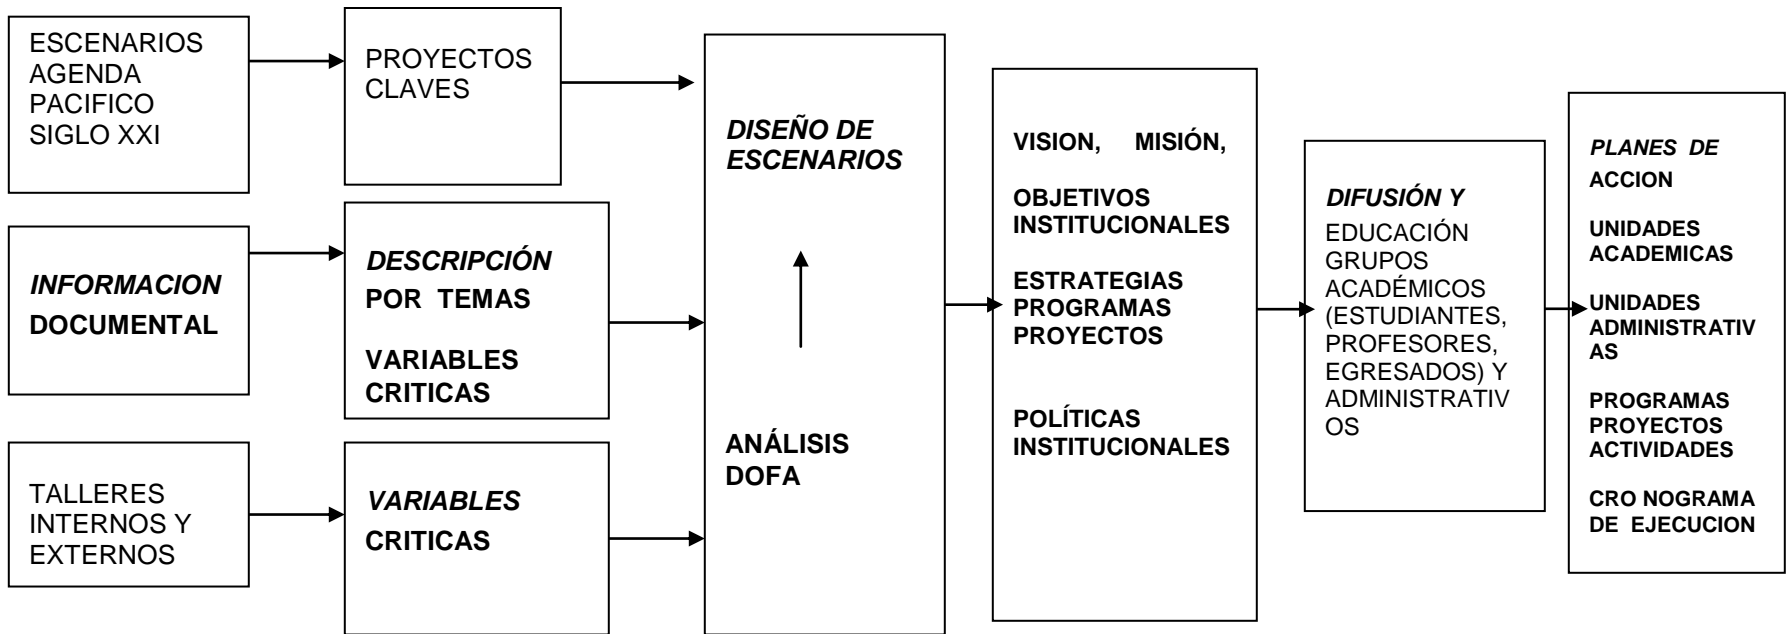 ESCENARIOS
AGENDA
PACIFICO
SIGLO XXI
PROYECTOS
CLAVES
INFORMACION
DOCUMENTAL
DESCRIPCIÓN
POR TEMAS
VARIABLES
CRITICAS
TALLERES
INTERNOS Y
EXTERNOS
VARIABLES
CRITICAS
DISEÑO DE
ESCENARIOS
ANÁLISIS
DOFA
VISION, MISIÓN,
OBJETIVOS
INSTITUCIONALES
ESTRATEGIAS
PROGRAMAS
PROYECTOS
POLÍTICAS
INSTITUCIONALES
DIFUSIÓN Y
EDUCACIÓN
GRUPOS
ACADÉMICOS
(ESTUDIANTES,
PROFESORES,
EGRESADOS) Y
ADMINISTRATIV
OS
PLANES DE
ACCION
UNIDADES
ACADEMICAS
UNIDADES
ADMINISTRATIV
AS
PROGRAMAS
PROYECTOS
ACTIVIDADES
CRO NOGRAMA
DE EJECUCION